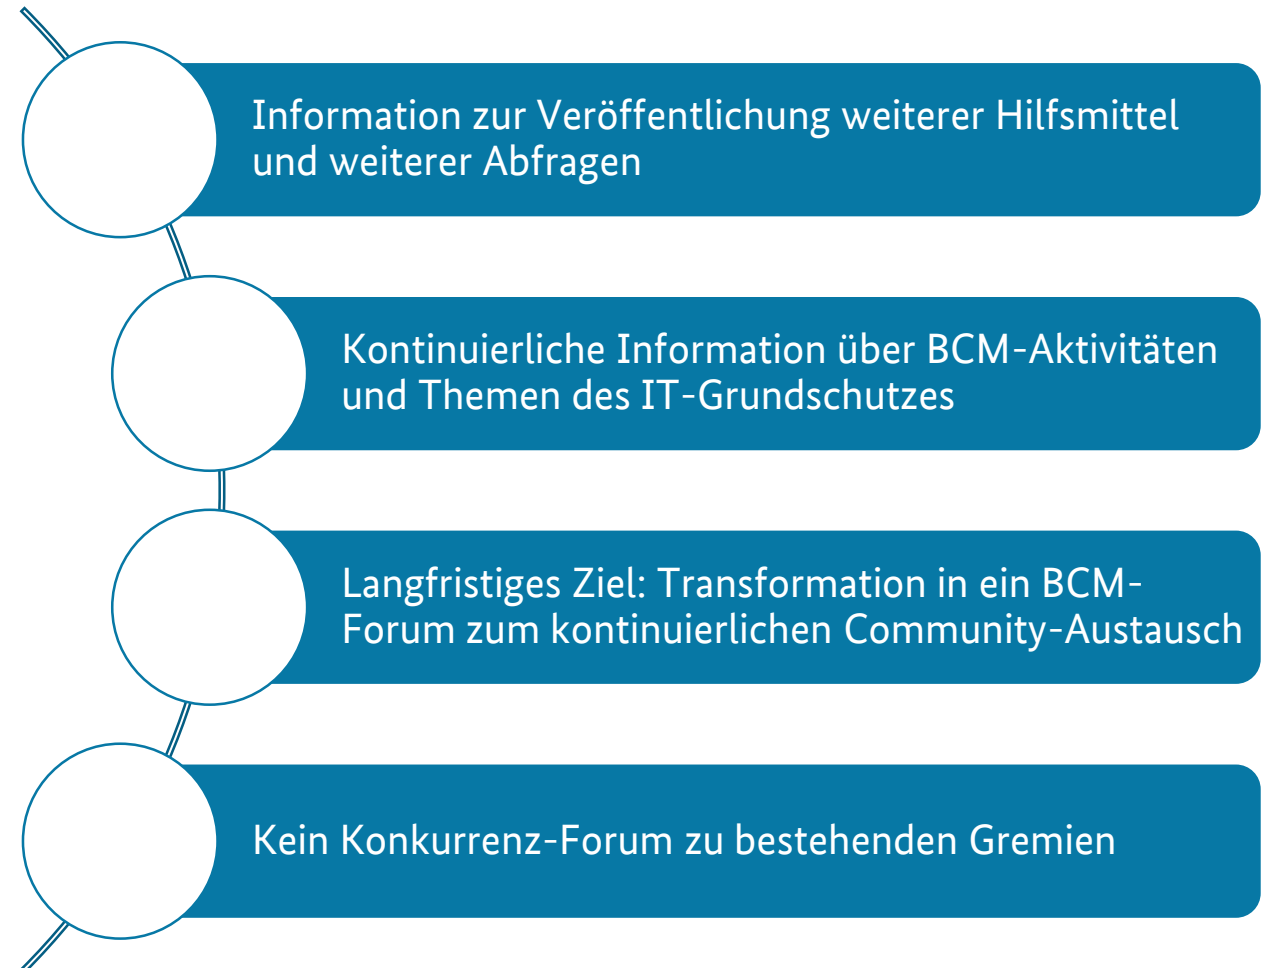 Information zur Veröffentlichung weiterer Hilfsmittel
und weiterer Abfragen
Kontinuierliche Information über BCM-Aktivitäten
und Themen des IT-Grundschutzes
Langfristiges Ziel: Transformation in ein BCM-
Forum zum kontinuierlichen Community-Austausch
Kein Konkurrenz-Forum zu bestehenden Gremien